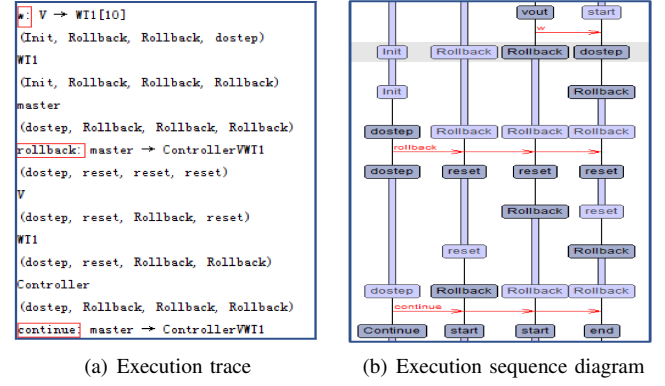 w: V → WT1[10]
(Init, Rollback, Rollback, dostep)
WT1
(Init, Rollback, Rollback, Rollback)
master
(dostep, Rollback, Rollback, Rollback)
rollback: master → ControllerVWT1
(dostep, reset, reset, reset)
V
(dostep, reset, Rollback, reset)
WT1
(dostep, reset, Rollback, Rollback)
Controller
(dostep, Rollback, Rollback, Rollback)
continue: master → ControllerVWT1
(a) Execution trace
vout start
w
Init Rollback Rollback dostep
Init Rollback
dostep Rollback Rollback Rollback
rollback
dostep reset reset reset
Rollback reset
reset Rollback
dostep Rollback Rollback Rollback
continue
Continue start start end
(b) Execution sequence diagram